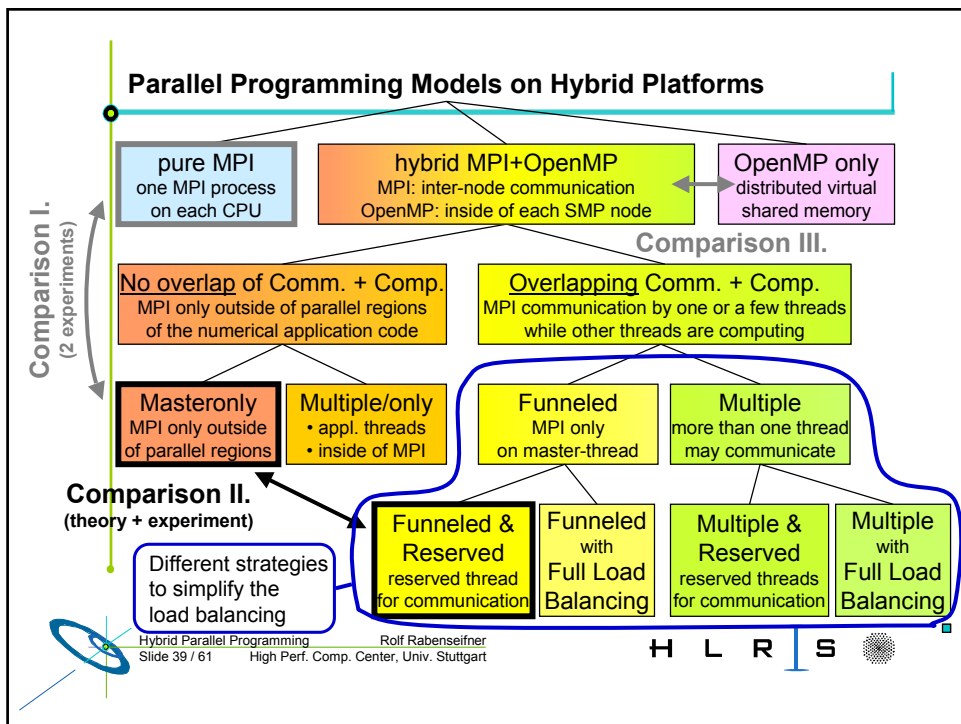 Parallel Programming Models on Hybrid Platforms
pure MPI
one MPI process
on each CPU
hybrid MPI+OpenMP
MPI: inter-node communication
OpenMP: inside of each SMP node
OpenMP only
distributed virtual
shared memory
Comparison I.
(2 experiments)
Comparison III.
No overlap of Comm. + Comp.
MPI only outside of parallel regions
of the numerical application code
Overlapping Comm. + Comp.
MPI communication by one or a few threads
while other threads are computing
Masteronly
MPI only outside
of parallel regions
Multiple/only
• appl. threads
• inside of MPI
Funneled
MPI only
on master-thread
Multiple
more than one thread
may communicate
Comparison II.
(theory + experiment)
Funneled &
Reserved
reserved thread
for communication
Funneled
with
Full Load
Balancing
Multiple &
Reserved
reserved threads
for communication
Multiple
with
Full Load
Balancing
Different strategies
to simplify the
load balancing
Hybrid Parallel Programming Rolf Rabenseifner
Slide 39 / 61 High Perf. Comp. Center, Univ. Stuttgart
H L R S